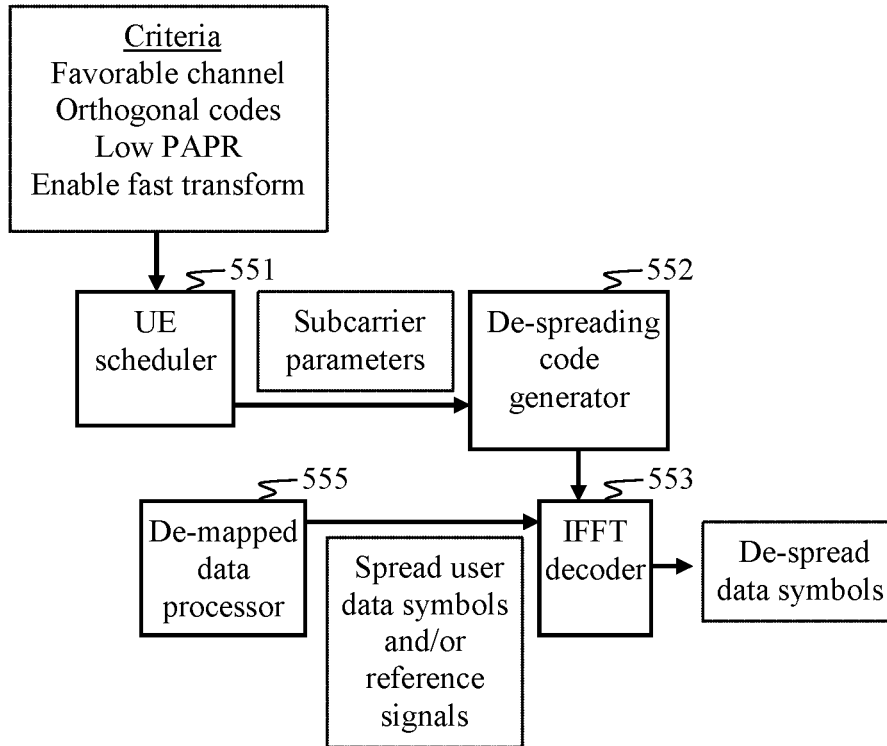 Criteria
Favorable channel
Orthogonal codes
Low PAPR
Enable fast transform
551
UE
scheduler
Subcarrier
parameters
552
De-spreading
code
generator
555
De-mapped
data
processor
Spread user
data symbols
and/or
reference
signals
553
IFFT
decoder
De-spread
data symbols